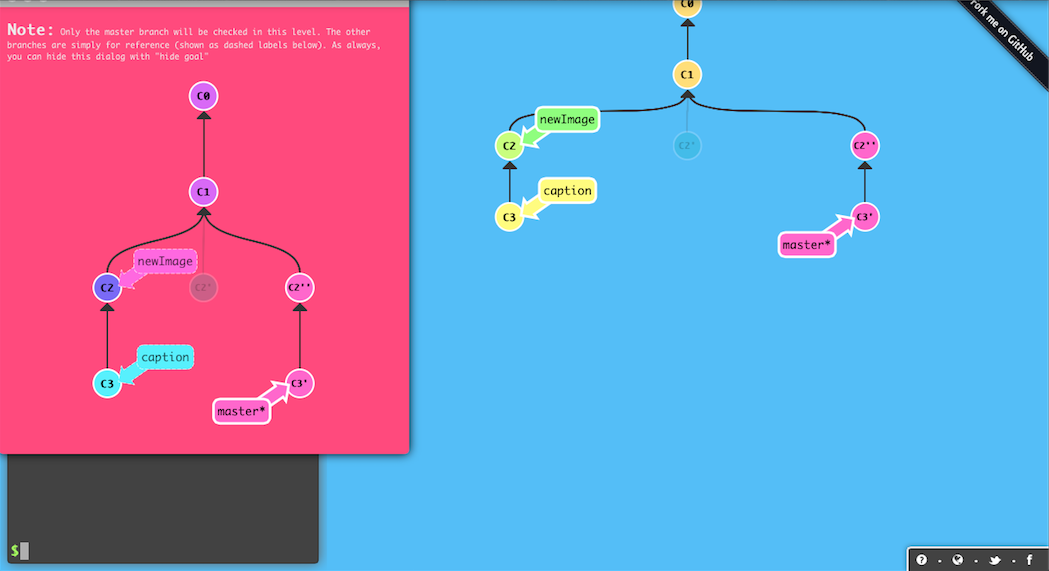 Note: Only the master branch will be checked in this level. The other
branches are simply for reference (shown as dashed labels below). As always,
you can hide this dialog with "hide goal"
C0
C1
newImage
C2
C2'
C2''
caption
C3
C3'
master*
$
C0
C1
newImage
C2
C2'
C2''
caption
C3
C3'
master*
Fork me on GitHub